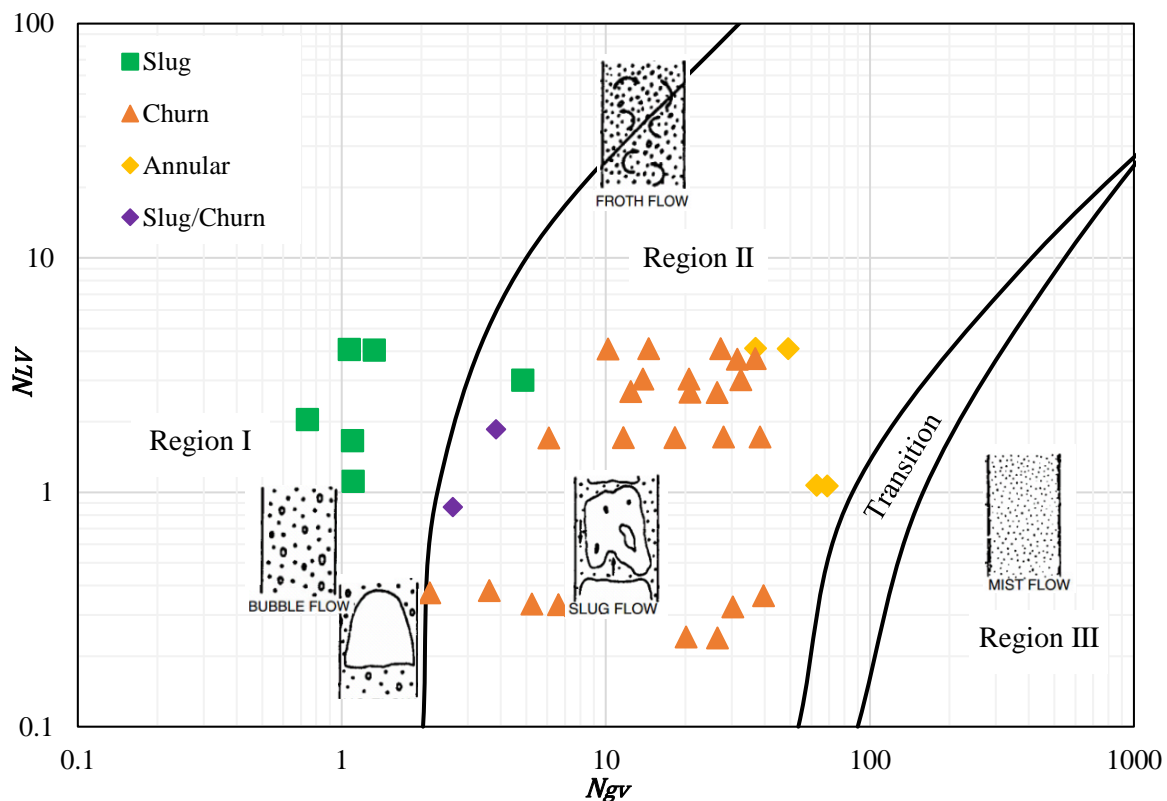 100
10
1
0.1
NLV
Slug
Churn
Annular
Slug/Churn
FROTH FLOW
Region II
Region I
Transition
BUBBLE FLOW
SLUG FLOW
MIST FLOW
Region III
0.1
1
10
100
1000
Ngv